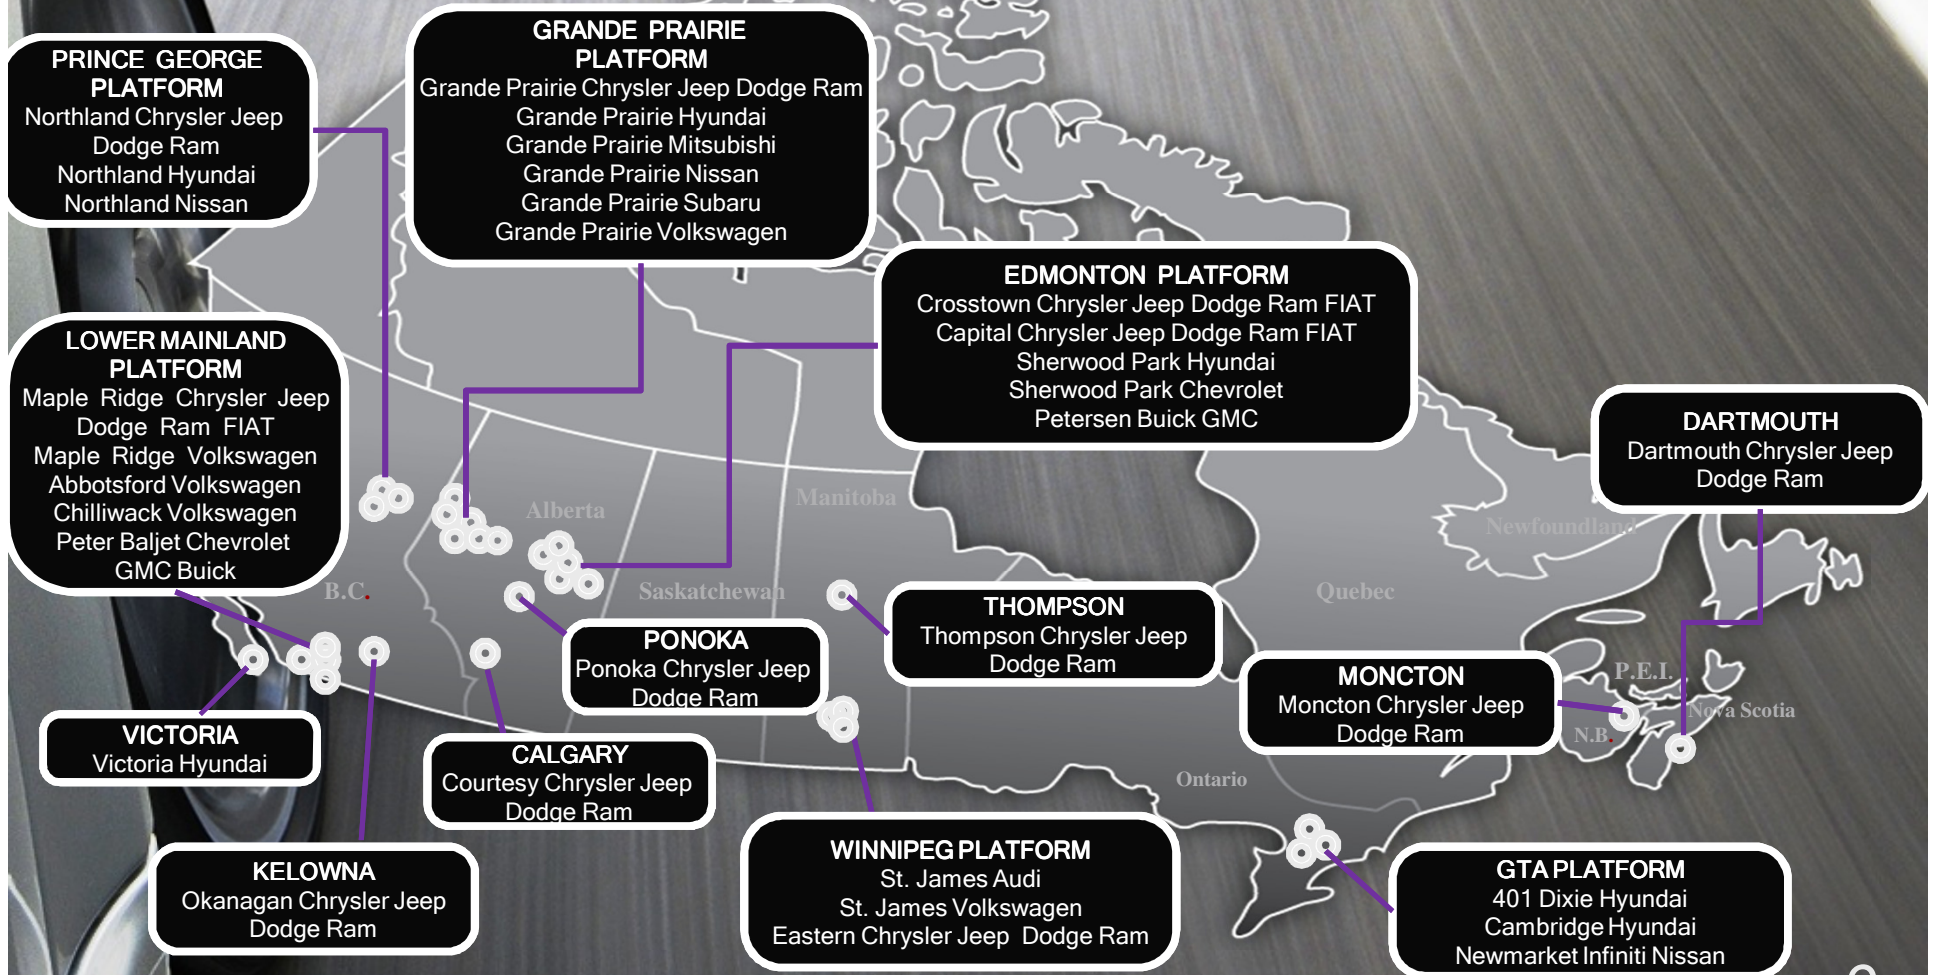 PRINCE GEORGE
PLATFORM
Northland Chrysler Jeep
Dodge Ram
Northland Hyundai
Northland Nissan
GRANDE PRAIRIE
PLATFORM
Grande Prairie Chrysler Jeep Dodge Ram
Grande Prairie Hyundai
Grande Prairie Mitsubishi
Grande Prairie Nissan
Grande Prairie Subaru
Grande Prairie Volkswagen
EDMONTON PLATFORM
Crosstown Chrysler Jeep Dodge Ram FIAT
Capital Chrysler Jeep Dodge Ram FIAT
Sherwood Park Hyundai
Sherwood Park Chevrolet
Petersen Buick GMC
LOWER MAINLAND
PLATFORM
Maple Ridge Chrysler Jeep
Dodge Ram FIAT
Maple Ridge Volkswagen
Abbotsford Volkswagen
Chilliwack Volkswagen
Peter Baljet Chevrolet
GMC Buick
DARTMOUTH
Dartmouth Chrysler Jeep
Dodge Ram
Alberta
Manitoba
Newfoundland
B.C.
Saskatchewan
Quebec
THOMPSON
Thompson Chrysler Jeep
Dodge Ram
PONOKA
Ponoka Chrysler Jeep
Dodge Ram
MONCTON
Moncton Chrysler Jeep
Dodge Ram
P.E.I.
Nova Scotia
N.B.
VICTORIA
Victoria Hyundai
CALGARY
Courtesy Chrysler Jeep
Dodge Ram
Ontario
KELOWNA
Okanagan Chrysler Jeep
Dodge Ram
WINNIPEG PLATFORM
St. James Audi
St. James Volkswagen
Eastern Chrysler Jeep Dodge Ram
GTA PLATFORM
401 Dixie Hyundai
Cambridge Hyundai
Newmarket Infiniti Nissan